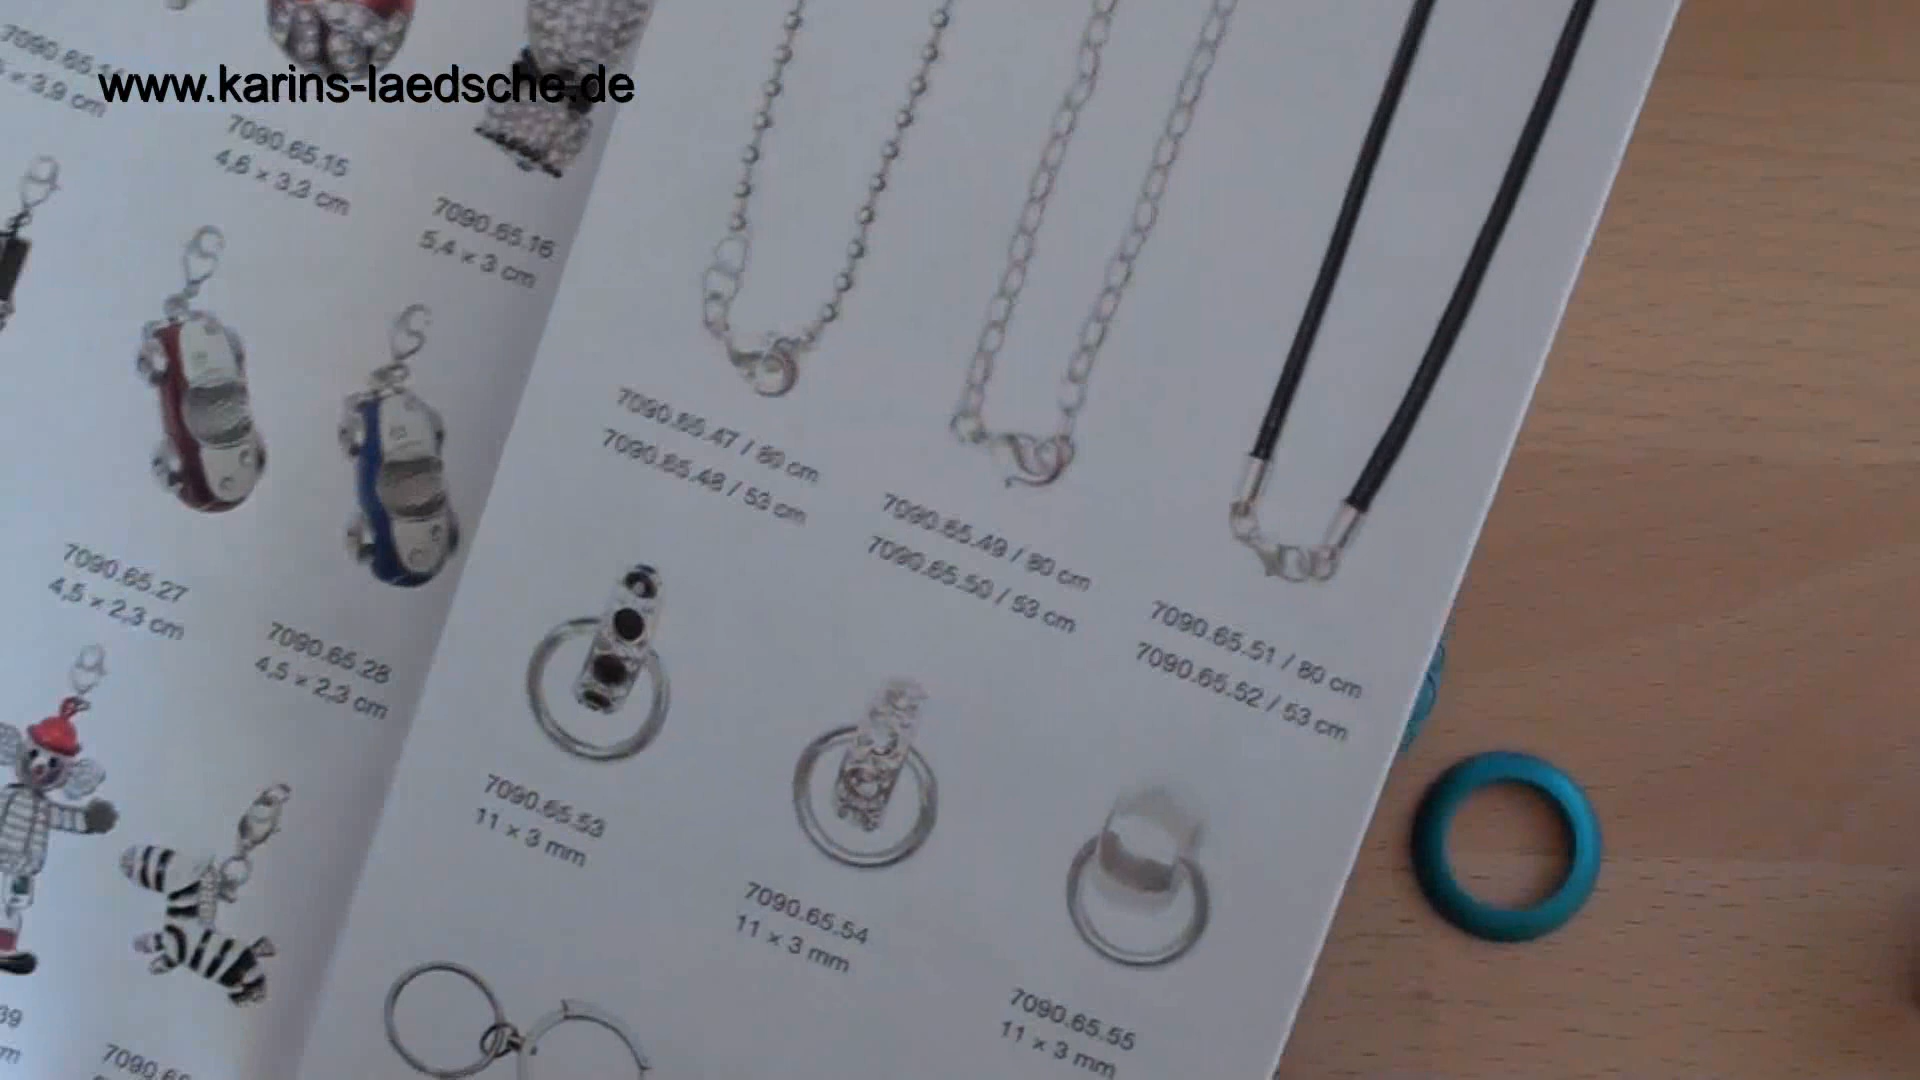 www.karins-laedsche.de
7090.65.15
4,6 × 3,3 cm
7090.65.16
5,4 × 3 cm
7090.65.27
4,5 × 2,3 cm
7090.65.28
4,5 × 2,3 cm
7090.65.47 / 80 cm
7090.65.48 / 53 cm
7090.65.49 / 80 cm
7090.65.50 / 53 cm
7090.65.51 / 80 cm
7090.65.52 / 53 cm
7090.65.53
11 × 3 mm
7090.65.54
11 × 3 mm
7090.65.55
11 × 3 mm